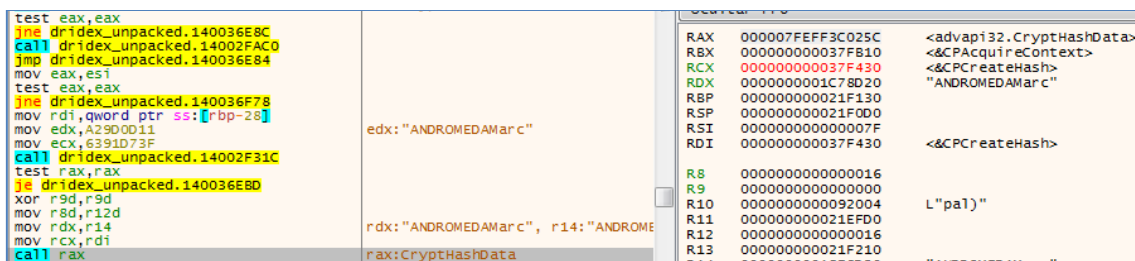 test eax,eax
jne dridex_unpacked.140036E8C
call dridex_unpacked.14002FAC0
jmp dridex_unpacked.140036E84
mov eax,esi
test eax,eax
jne dridex_unpacked.140036F78
mov rdi,qword ptr ss:[rbp-28]
mov edx,A29D0D11 edx:"ANDROMEDAMarc"
mov ecx,6391D73F
call dridex_unpacked.14002F31C
test rax,rax
je dridex_unpacked.140036EBD
xor r9d,r9d
mov r8d,r12d
mov rdx,r14 rdx:"ANDROMEDAMarc", r14:"ANDROME
mov rcx,rdi
call rax rax:CryptHashData
RAX 000007FEFF3C025C <advapi32.CryptHashData>
RBX 000000000037FB10 <&CPAcquireContext>
RCX 000000000037F430 <&CPCreateHash>
RDX 0000000001C78D20 "ANDROMEDAMarc"
RBP 000000000021F130
RSP 000000000021F0D0
RSI 000000000000007F
RDI 000000000037F430 <&CPCreateHash>
R8 0000000000000016
R9 0000000000000000
R10 0000000000092004 L"pal)"
R11 000000000021EFD0
R12 0000000000000016
R13 000000000021F210